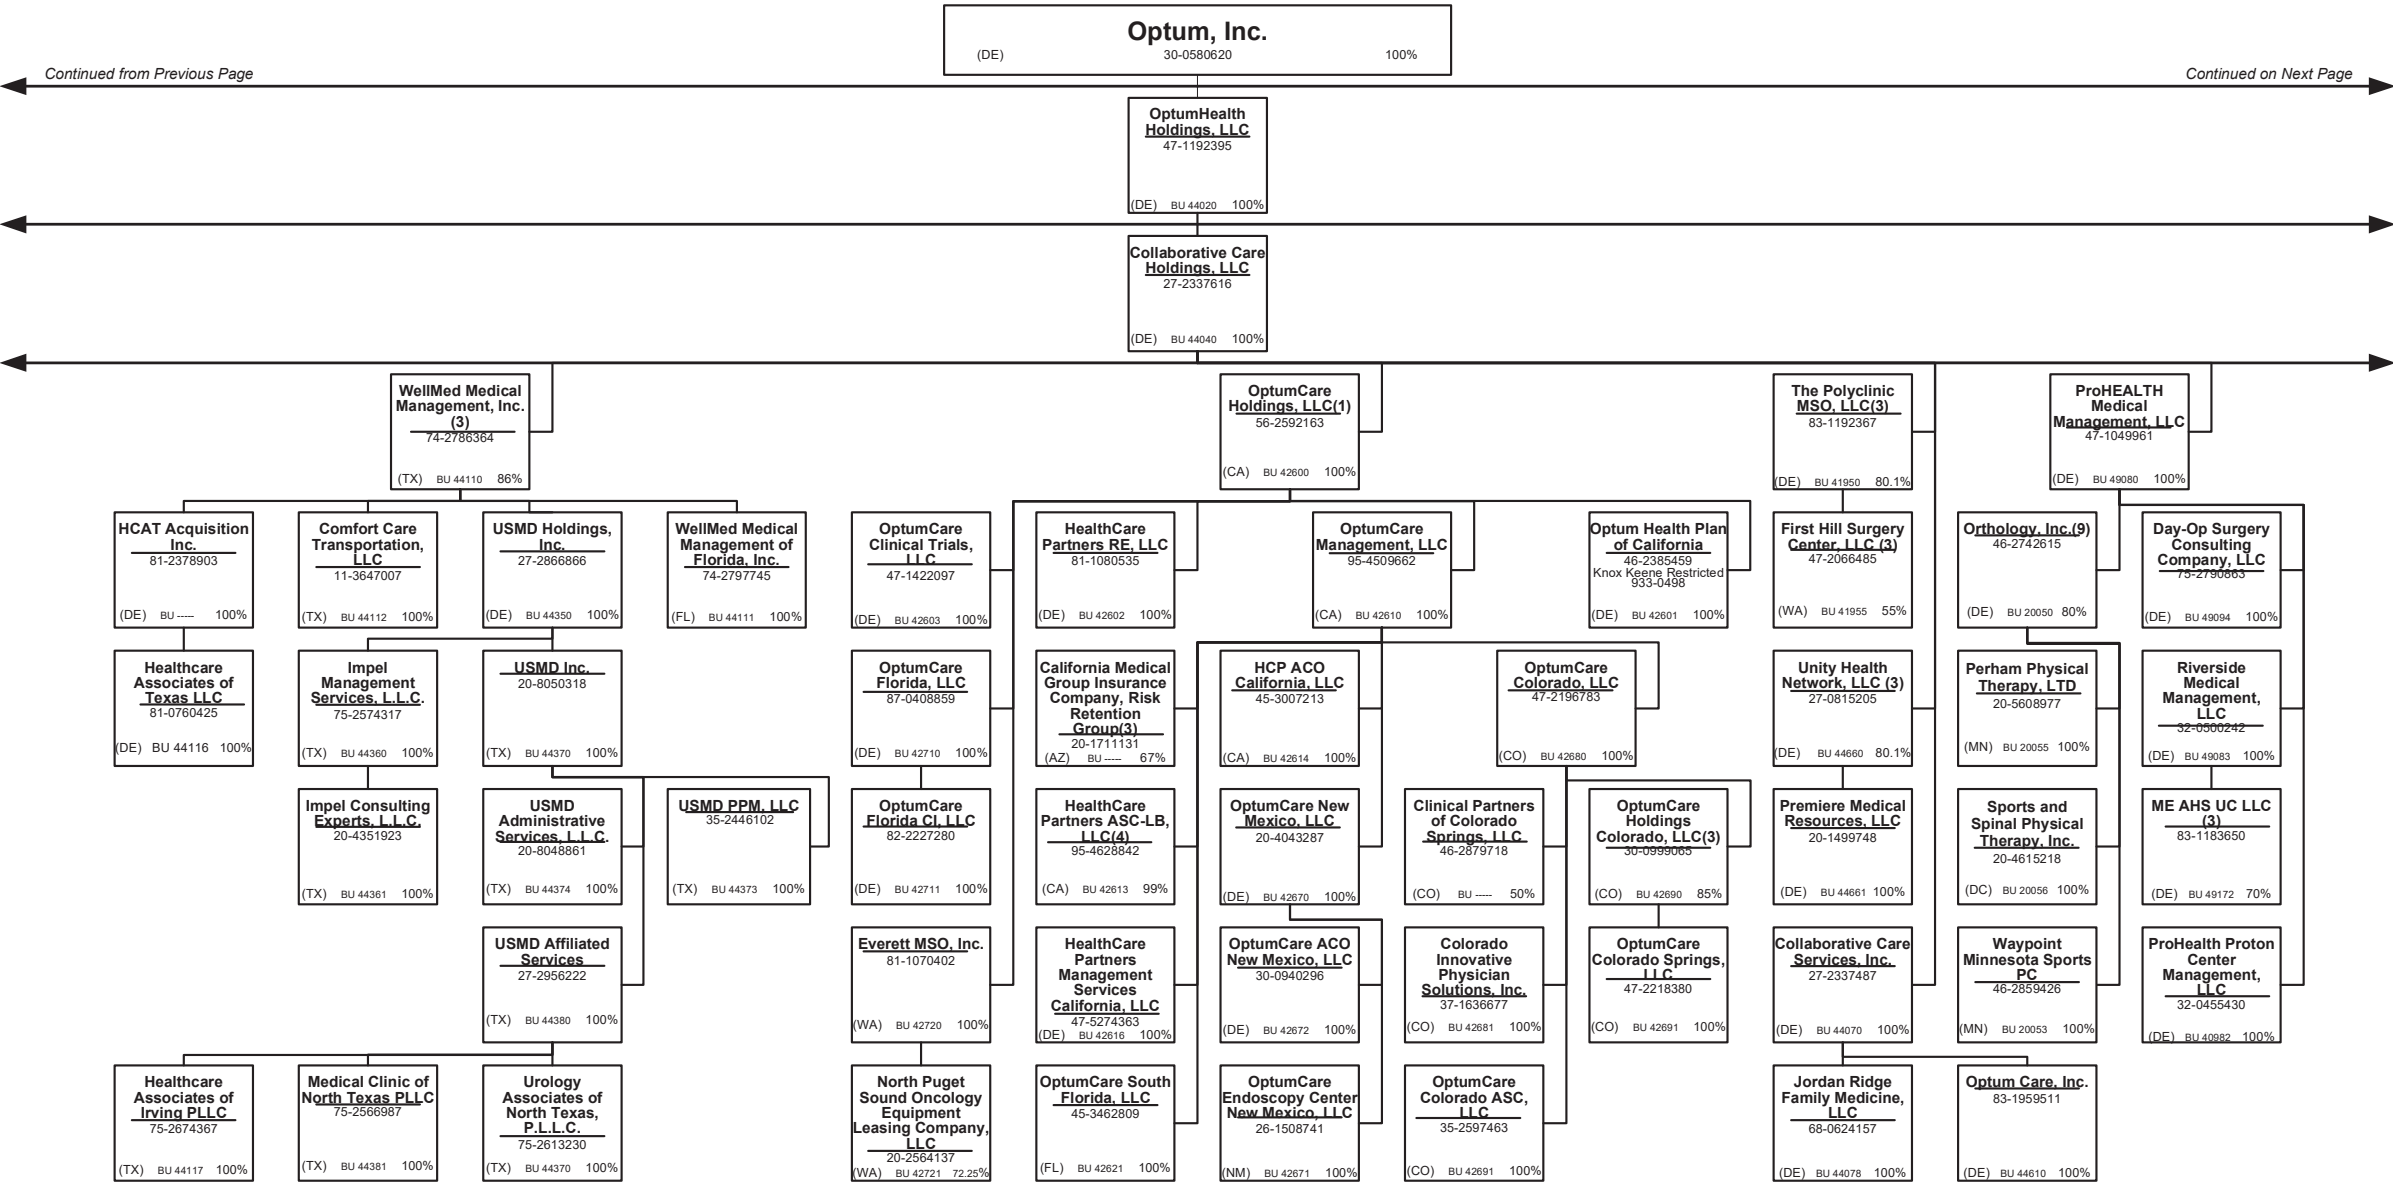 Optum, Inc.
(DE) 30-0580620 100%
Continued from Previous Page
Continued on Next Page
OptumHealth
Holdings, LLC
47-1192395
(DE) BU 44020 100%
Collaborative Care
Holdings, LLC
27-2337616
(DE) BU 44040 100%
WellMed Medical
Management, Inc.
(3)
74-2786364
(TX) BU 44110 86%
OptumCare
Holdings, LLC(1)
56-2592163
(CA) BU 42600 100%
The Polyclinic
MSO, LLC(3)
83-1192367
(DE) BU 41950 80.1%
ProHEALTH
Medical
Management, LLC
47-1049961
(DE) BU 49080 100%
HCAT Acquisition
Inc.
81-2378903
(DE) BU ----- 100%
Comfort Care
Transportation,
LLC
11-3647007
(TX) BU 44112 100%
USMD Holdings,
Inc.
27-2866866
(DE) BU 44350 100%
WellMed Medical
Management of
Florida, Inc.
74-2797745
(FL) BU 44111 100%
OptumCare
Clinical Trials,
LLC
47-1422097
(DE) BU 42603 100%
HealthCare
Partners RE, LLC
81-1080535
(DE) BU 42602 100%
OptumCare
Management, LLC
95-4509662
(CA) BU 42610 100%
Optum Health Plan
of California
46-2385459
Knox Keene Restricted
933-0498
(DE) BU 42601 100%
First Hill Surgery
Center, LLC (3)
47-2066485
(WA) BU 41955 55%
Orthology, Inc.(9)
46-2742615
(DE) BU 20050 80%
Day-Op Surgery
Consulting
Company, LLC
75-2790863
(DE) BU 49094 100%
Healthcare
Associates of
Texas LLC
81-0760425
(DE) BU 44116 100%
Impel
Management
Services, L.L.C.
75-2574317
(TX) BU 44360 100%
USMD Inc.
20-8050318
(TX) BU 44370 100%
OptumCare
Florida, LLC
87-0408859
(DE) BU 42710 100%
California Medical
Group Insurance
Company, Risk
Retention
Group(3)
20-1711131
(AZ) BU ----- 67%
HCP ACO
California, LLC
45-3007213
(CA) BU 42614 100%
OptumCare
Colorado, LLC
47-2196783
(CO) BU 42680 100%
Unity Health
Network, LLC (3)
27-0815205
(DE) BU 44660 80.1%
Perham Physical
Therapy, LTD
20-5608977
(MN) BU 20055 100%
Riverside
Medical
Management,
LLC
32-0500242
(DE) BU 49083 100%
Impel Consulting
Experts, L.L.C.
20-4351923
(TX) BU 44361 100%
USMD
Administrative
Services, L.L.C.
20-8048861
(TX) BU 44374 100%
USMD PPM, LLC
35-2446102
(TX) BU 44373 100%
OptumCare
Florida CI, LLC
82-2227280
(DE) BU 42711 100%
HealthCare
Partners ASC-LB,
LLC(4)
95-4628842
(CA) BU 42613 99%
OptumCare New
Mexico, LLC
20-4043287
(DE) BU 42670 100%
Clinical Partners
of Colorado
Springs, LLC
46-2879718
(CO) BU ----- 50%
OptumCare
Holdings
Colorado, LLC(3)
30-0999065
(CO) BU 42690 85%
Premiere Medical
Resources, LLC
20-1499748
(DE) BU 44661 100%
Sports and
Spinal Physical
Therapy, Inc.
20-4615218
(DC) BU 20056 100%
ME AHS UC LLC
(3)
83-1183650
(DE) BU 49172 70%
USMD Affiliated
Services
27-2956222
(TX) BU 44380 100%
Everett MSO, Inc.
81-1070402
(WA) BU 42720 100%
HealthCare
Partners
Management
Services
California, LLC
47-5274363
(DE) BU 42616 100%
OptumCare ACO
New Mexico, LLC
30-0940296
(DE) BU 42672 100%
Colorado
Innovative
Physician
Solutions, Inc.
37-1636677
(CO) BU 42681 100%
OptumCare
Colorado Springs,
LLC
47-2218380
(CO) BU 42691 100%
Collaborative Care
Services, Inc.
27-2337487
(DE) BU 44070 100%
Waypoint
Minnesota Sports
PC
46-2859426
(MN) BU 20053 100%
ProHealth Proton
Center
Management,
LLC
32-0455430
(DE) BU 40982 100%
Healthcare
Associates of
Irving PLLC
75-2674367
(TX) BU 44117 100%
Medical Clinic of
North Texas PLLC
75-2566987
(TX) BU 44381 100%
Urology
Associates of
North Texas,
P.L.L.C.
75-2613230
(TX) BU 44370 100%
North Puget
Sound Oncology
Equipment
Leasing Company,
LLC
20-2564137
(WA) BU 42721 72.25%
OptumCare South
Florida, LLC
45-3462809
(FL) BU 42621 100%
OptumCare
Endoscopy Center
New Mexico, LLC
26-1508741
(NM) BU 42671 100%
OptumCare
Colorado ASC,
LLC
35-2597463
(CO) BU 42691 100%
Jordan Ridge
Family Medicine,
LLC
68-0624157
(DE) BU 44078 100%
Optum Care, Inc.
83-1959511
(DE) BU 44610 100%